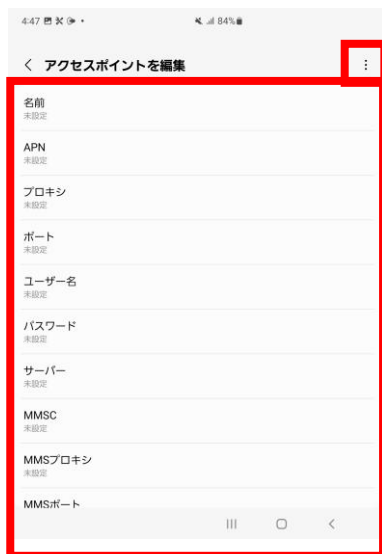 4:47
84%
アクセスポイントを編集
名前
未設定
APN
未設定
プロキシ
未設定
ポート
未設定
ユーザー名
未設定
パスワード
未設定
サーバー
未設定
MMSC
未設定
MMSプロキシ
未設定
MMSポート